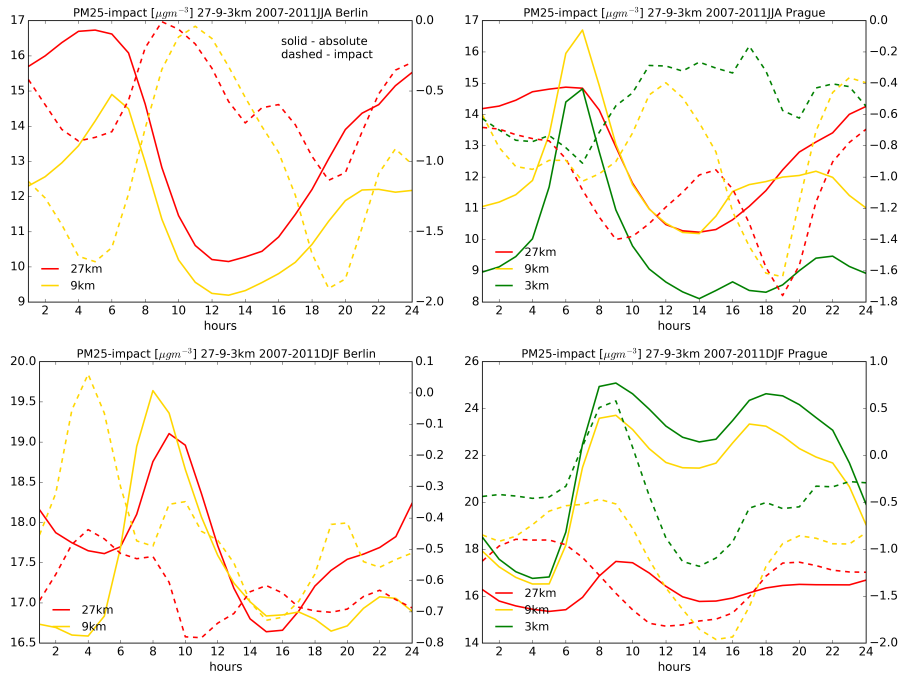 PM25-impact [μgm⁻³] 27-9-3km 2007-2011JJA Berlin
17 16 15 14 13 12 11 10 9
0.0 −0.5 −1.0 −1.5 −2.0
solid - absolute
dashed - impact
27km
9km
2 4 6 8 10 12 14 16 18 20 22 24
hours
PM25-impact [μgm⁻³] 27-9-3km 2007-2011JJA Prague
17 16 15 14 13 12 11 10 9 8
0.0 −0.2 −0.4 −0.6 −0.8 −1.0 −1.2 −1.4 −1.6 −1.8
27km
9km
3km
2 4 6 8 10 12 14 16 18 20 22 24
hours
PM25-impact [μgm⁻³] 27-9-3km 2007-2011DJF Berlin
20.0 19.5 19.0 18.5 18.0 17.5 17.0 16.5
0.1 0.0 −0.1 −0.2 −0.3 −0.4 −0.5 −0.6 −0.7 −0.8
27km
9km
2 4 6 8 10 12 14 16 18 20 22 24
hours
PM25-impact [μgm⁻³] 27-9-3km 2007-2011DJF Prague
26 24 22 20 18 16 14
1.0 0.5 0.0 −0.5 −1.0 −1.5 −2.0
27km
9km
3km
2 4 6 8 10 12 14 16 18 20 22 24
hours